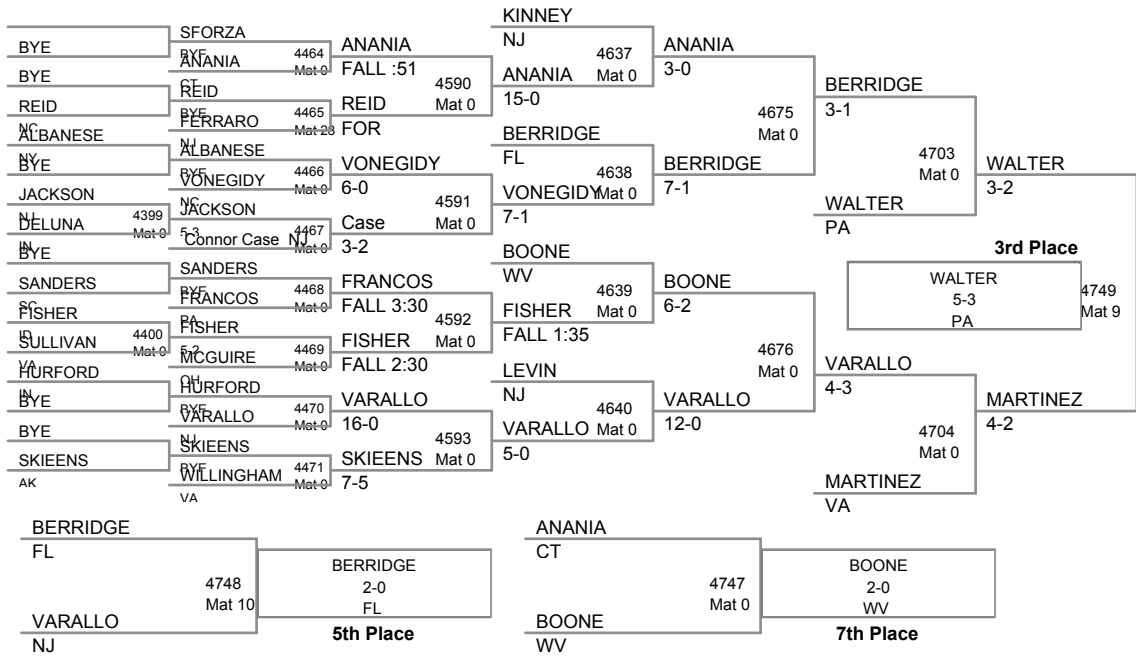 KINNEY
NJ
SFORZA
BYE
BYE
4464
Mat 0
ANANIA
ANANIA
FALL :51
4637
Mat 0
ANANIA
3-0
CT
BYE
REID
4590
Mat 0
ANANIA
15-0
BERRIDGE
3-1
REID
NC
BYE
FERRARO
NJ
4465
Mat 28
REID
FOR
4675
Mat 0
ALBANESE
NY
BYE
ALBANESE
BYE
VONEGIDY
NC
4466
Mat 0
VONEGIDY
6-0
BERRIDGE
FL
4638
Mat 0
BERRIDGE
7-1
4703
Mat 0
WALTER
3-2
JACKSON
NJ
DELUNA
IN
4399
Mat 0
JACKSON
5-3
Connor Case NJ
4467
Mat 0
Case
3-2
4591
Mat 0
VONEGIDY
7-1
WALTER
PA
BYE
SANDERS
SC
SANDERS
BYE
FRANCOS
PA
4468
Mat 0
FRANCOS
FALL 3:30
BOONE
WV
4639
Mat 0
BOONE
6-2
3rd Place
WALTER
5-3
PA
4749
Mat 9
FISHER
ID
SULLIVAN
VA
4400
Mat 0
FISHER
5-2
MCGUIRE
OH
4469
Mat 0
FISHER
FALL 2:30
4592
Mat 0
FISHER
FALL 1:35
4676
Mat 0
VARALLO
4-3
HURFORD
IN
BYE
HURFORD
BYE
VARALLO
NJ
4470
Mat 0
VARALLO
16-0
LEVIN
NJ
4640
Mat 0
VARALLO
12-0
MARTINEZ
4-2
BYE
SKIEENS
AK
SKIEENS
BYE
WILLINGHAM
VA
4471
Mat 0
SKIEENS
7-5
4593
Mat 0
VARALLO
5-0
4704
Mat 0
MARTINEZ
VA
BERRIDGE
FL
4748
Mat 10
VARALLO
NJ
BERRIDGE
2-0
FL
5th Place
ANANIA
CT
4747
Mat 0
BOONE
WV
BOONE
2-0
WV
7th Place